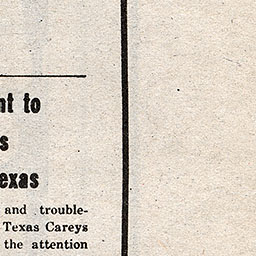 nt to
s
exas
and trouble-
Texas Careys
the attention